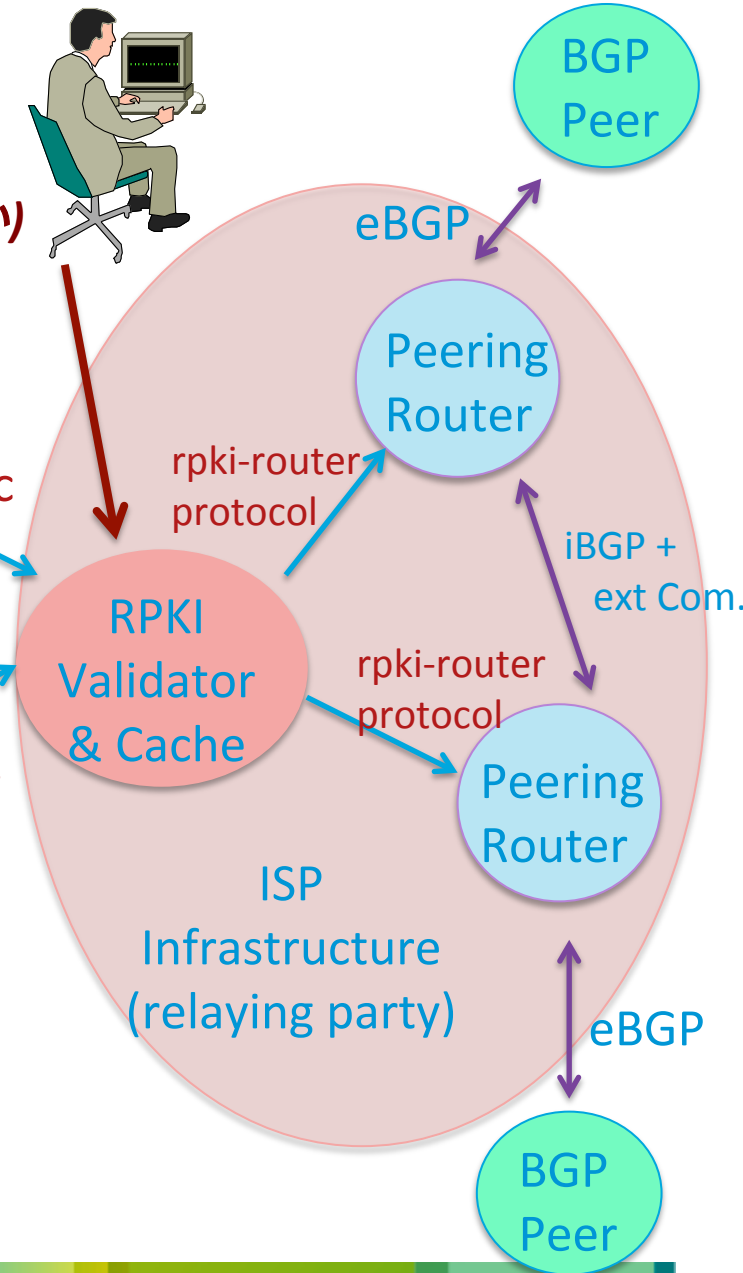 BGP
Peer
eBGP
Peering
Router
rpki-router
protocol
iBGP +
ext Com.
RPKI
Validator
& Cache
rpki-router
protocol
Peering
Router
ISP
Infrastructure
(relaying party)
eBGP
BGP
Peer